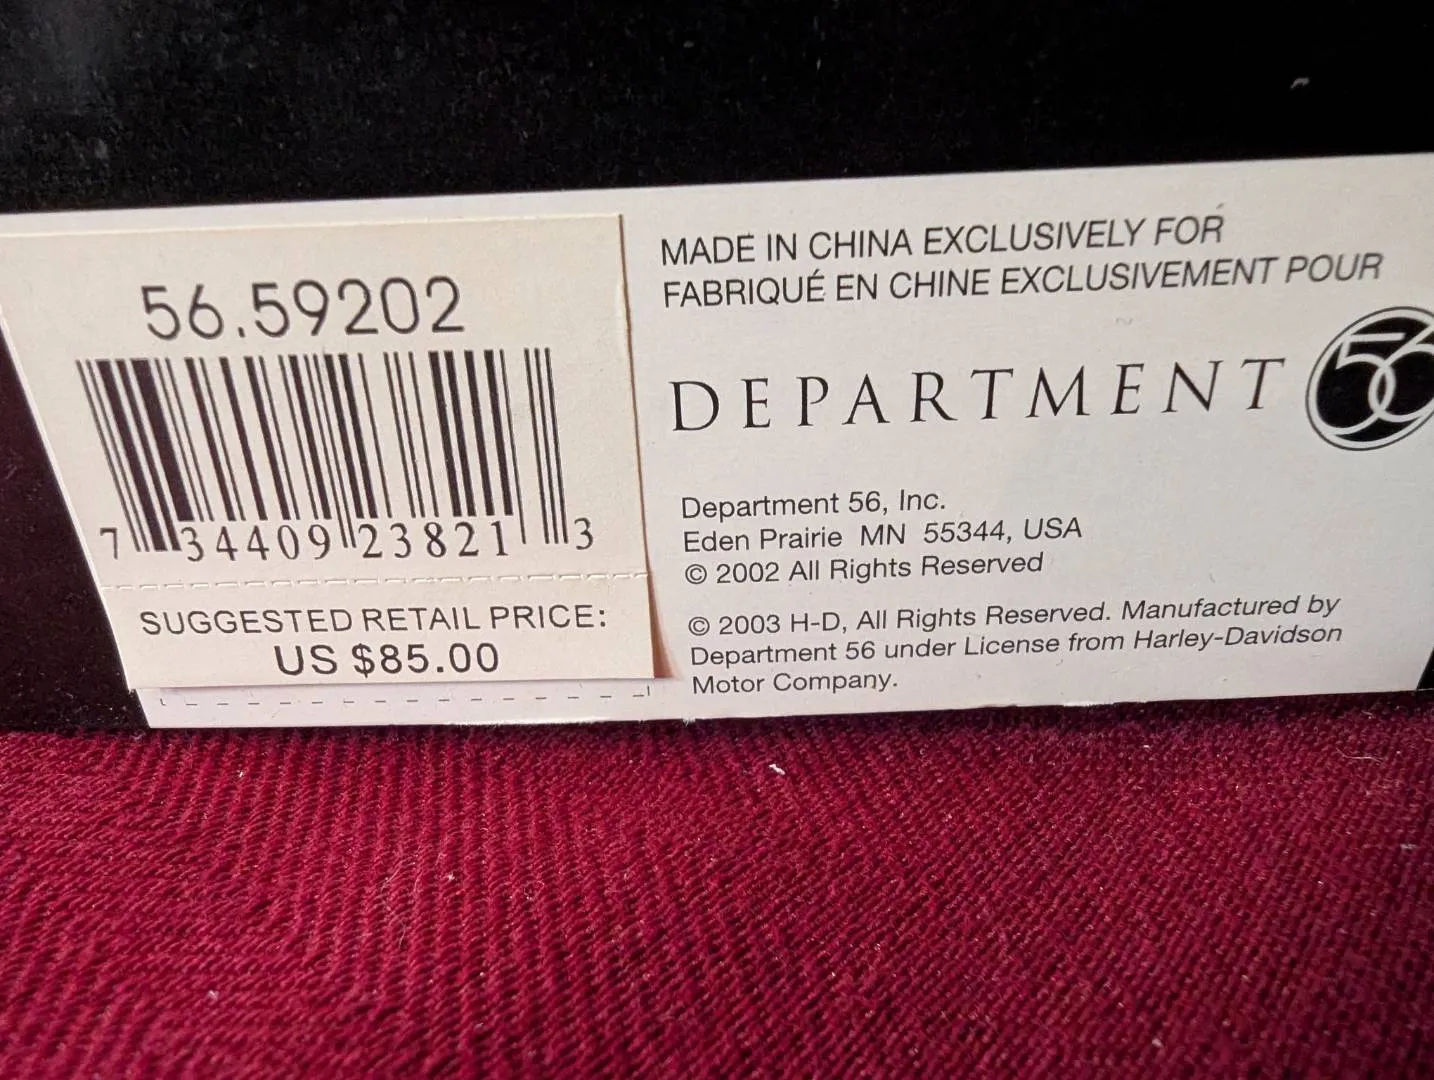 56.59202
7 34409 23821 3
SUGGESTED RETAIL PRICE:
US $85.00
MADE IN CHINA EXCLUSIVELY FOR
FABRIQUÉ EN CHINE EXCLUSIVEMENT POUR
DEPARTMENT 56
Department 56, Inc.
Eden Prairie MN 55344, USA
© 2002 All Rights Reserved
© 2003 H-D, All Rights Reserved. Manufactured by
Department 56 under License from Harley-Davidson
Motor Company.